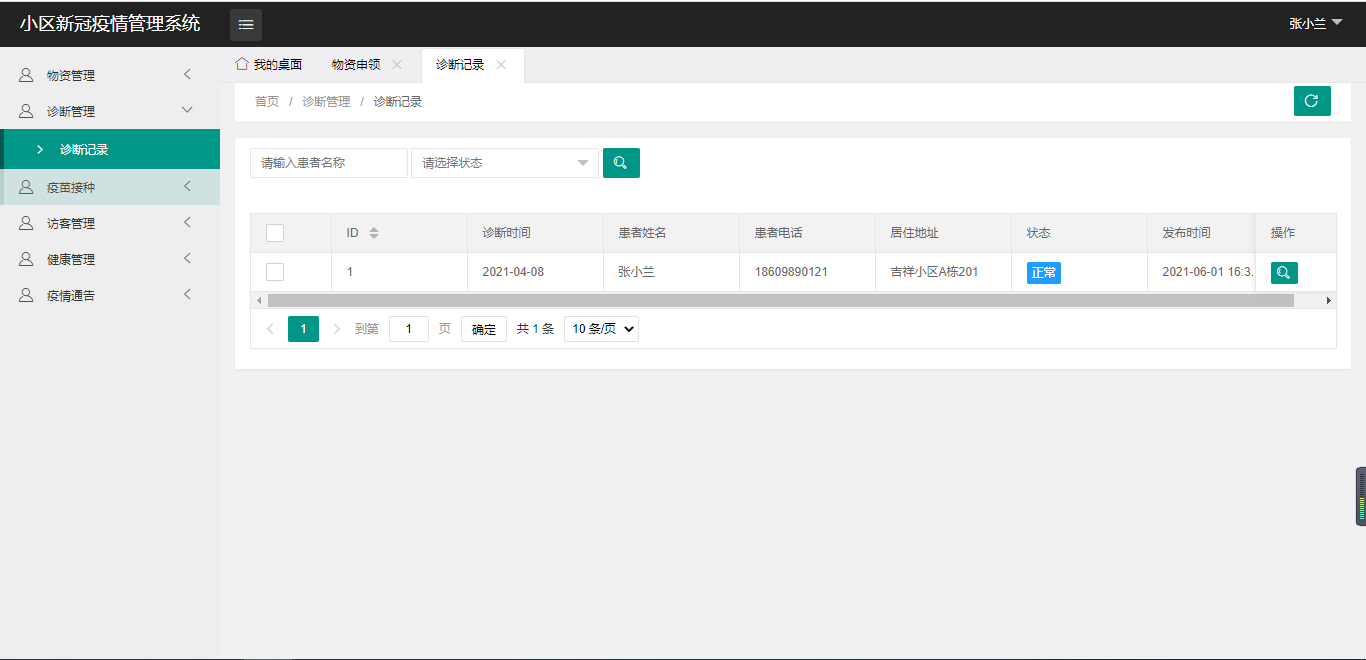 小区新冠疫情管理系统
张小兰
物资管理
诊断管理
诊断记录
疫苗接种
访客管理
健康管理
疫情通告
我的桌面 物资申领 诊断记录
首页 / 诊断管理 / 诊断记录
请输入患者名称 请选择状态
ID 诊断时间 患者姓名 患者电话 居住地址 状态 发布时间 操作
1 2021-04-08 张小兰 18609890121 吉祥小区A栋201 正常 2021-06-01 16:3.
1 到第 1 页 确定 共 1 条 10 条/页